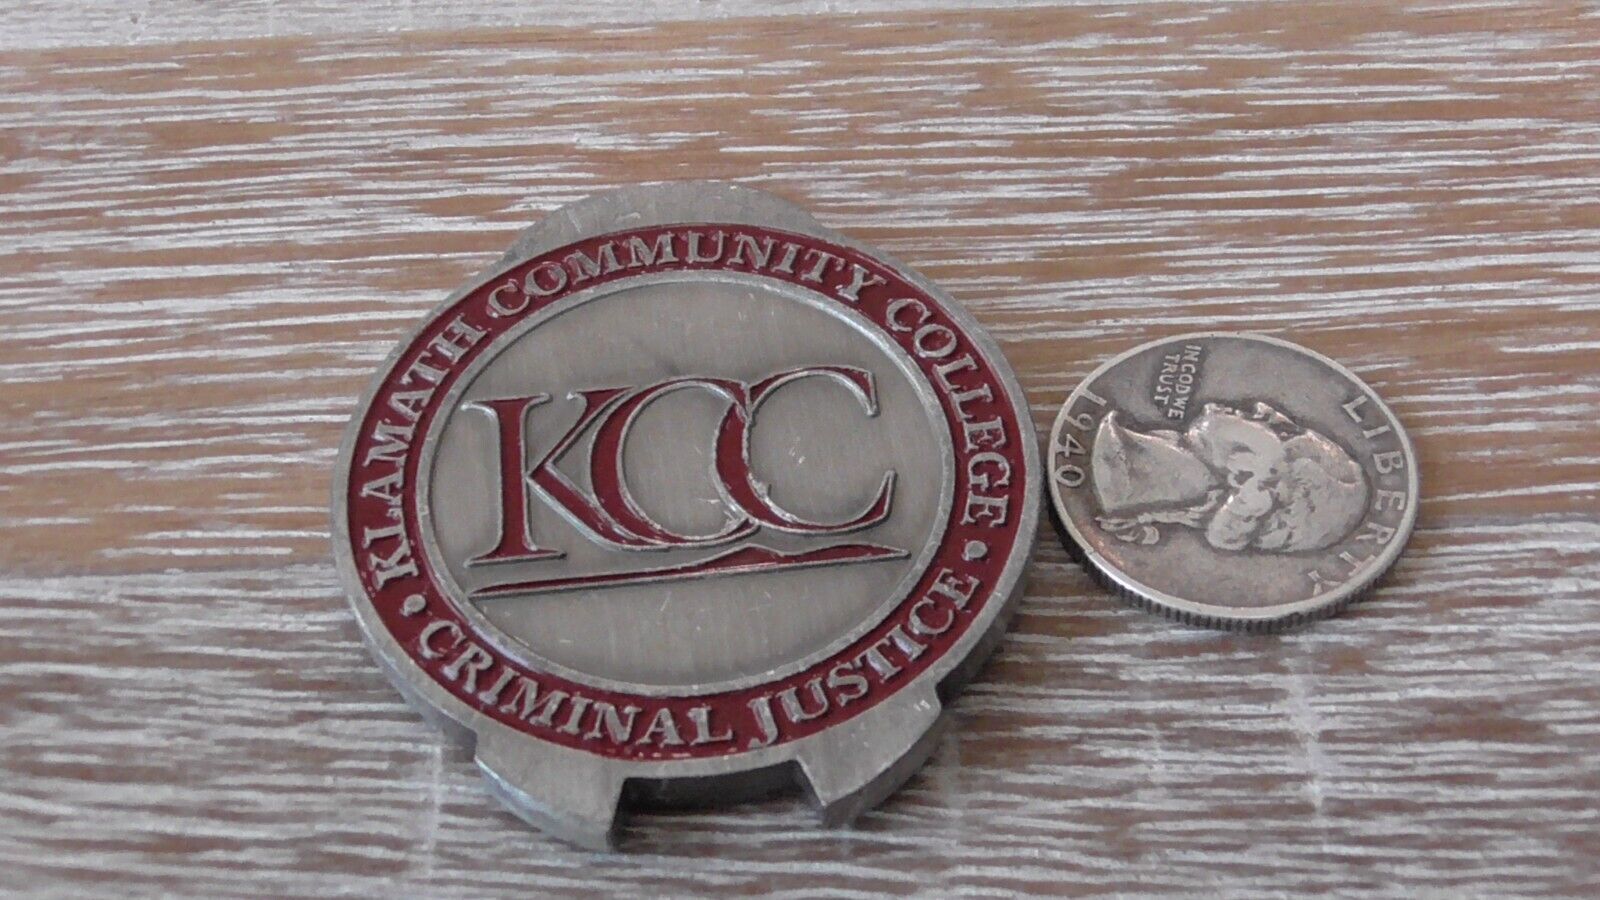 KLAMATH COMMUNITY COLLEGE
KCC
• CRIMINAL JUSTICE •
LIBERTY
IN GOD WE
TRUST
1940